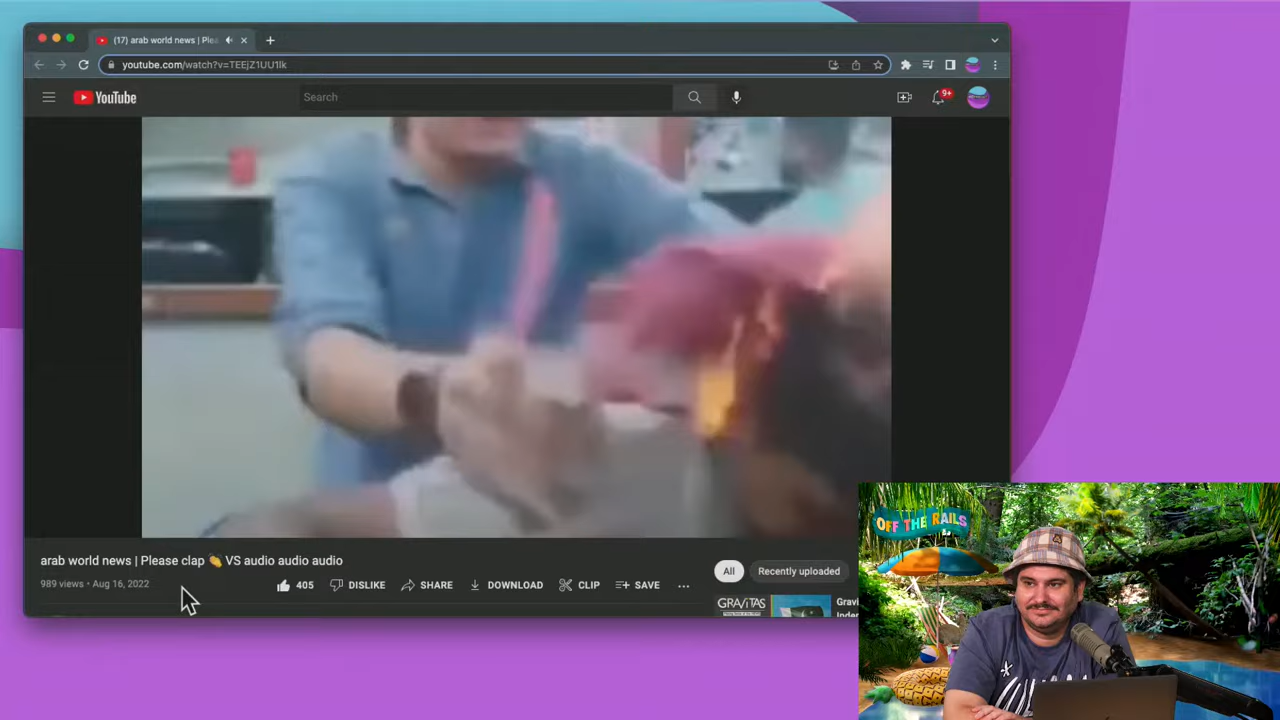 (17) arab world news | Plea
youtube.com/watch?v=TEEjZ1UU1lk
YouTube
Search
9+
arab world news | Please clap 👏 VS audio audio audio
989 views • Aug 16, 2022
405
DISLIKE
SHARE
DOWNLOAD
CLIP
SAVE
All
Recently uploaded
GRAVITAS
Gravi
Inde
OFF THE RAILS